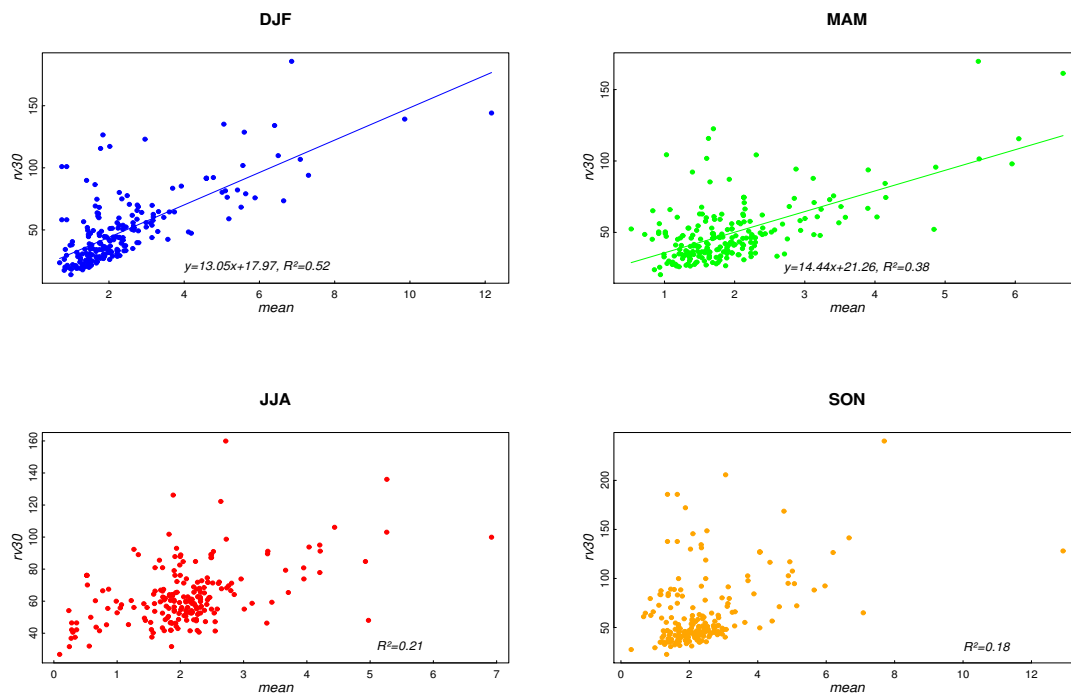 DJF
MAM
rv30
50
100
150
y=13.05x+17.97, R²=0.52
2
4
6
8
10
12
mean
rv30
50
100
150
y=14.44x+21.26, R²=0.38
1
2
3
4
5
6
mean
JJA
SON
rv30
40
60
80
100
120
140
160
R²=0.21
0
1
2
3
4
5
6
7
mean
rv30
50
100
150
200
R²=0.18
0
2
4
6
8
10
12
mean